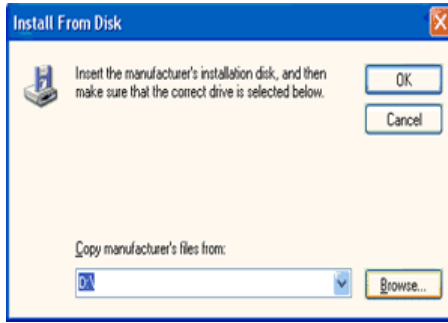 Install From Disk
Insert the manufacturer's installation disk, and then
make sure that the correct drive is selected below.
OK
Cancel
Copy manufacturer's files from:
D:\
Browse...